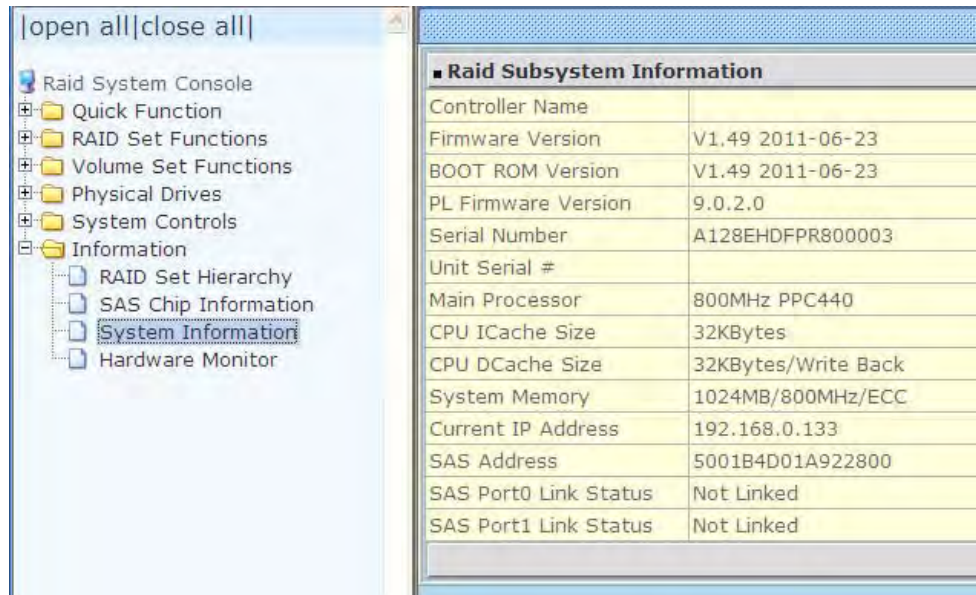 |open all|close all|
Raid System Console
Quick Function
RAID Set Functions
Volume Set Functions
Physical Drives
System Controls
Information
RAID Set Hierarchy
SAS Chip Information
System Information
Hardware Monitor
Raid Subsystem Information
Controller Name
Firmware Version V1.49 2011-06-23
BOOT ROM Version V1.49 2011-06-23
PL Firmware Version 9.0.2.0
Serial Number A128EHDFPR800003
Unit Serial #
Main Processor 800MHz PPC440
CPU ICache Size 32KBytes
CPU DCache Size 32KBytes/Write Back
System Memory 1024MB/800MHz/ECC
Current IP Address 192.168.0.133
SAS Address 5001B4D01A922800
SAS Port0 Link Status Not Linked
SAS Port1 Link Status Not Linked